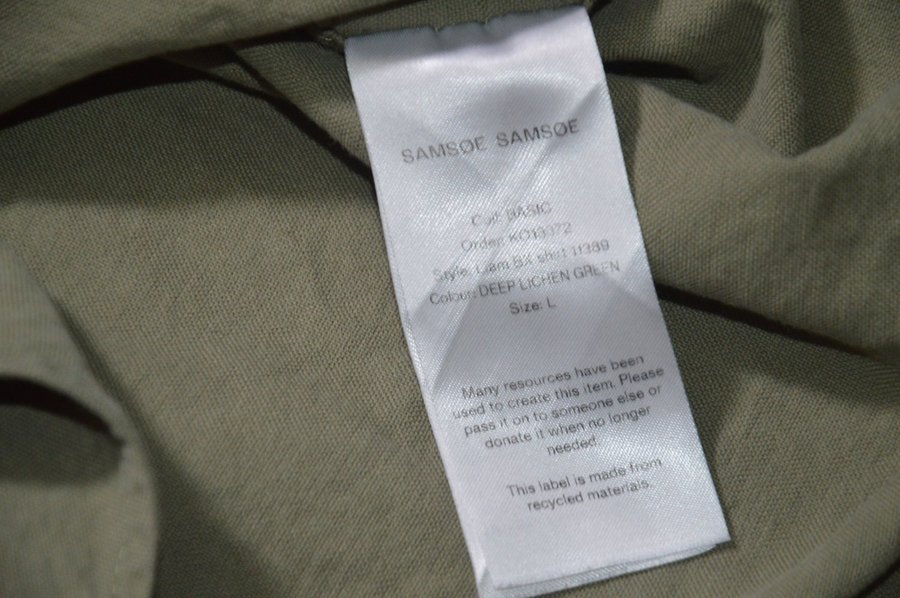 SAMSØE SAMSØE
Coll: BASIC
Order: KO13372
Style: Liam BX shirt 11389
Colour: DEEP LICHEN GREEN
Size: L
Many resources have been
used to create this item. Please
pass it on to someone else or
donate it when no longer
needed.
This label is made from
recycled materials.